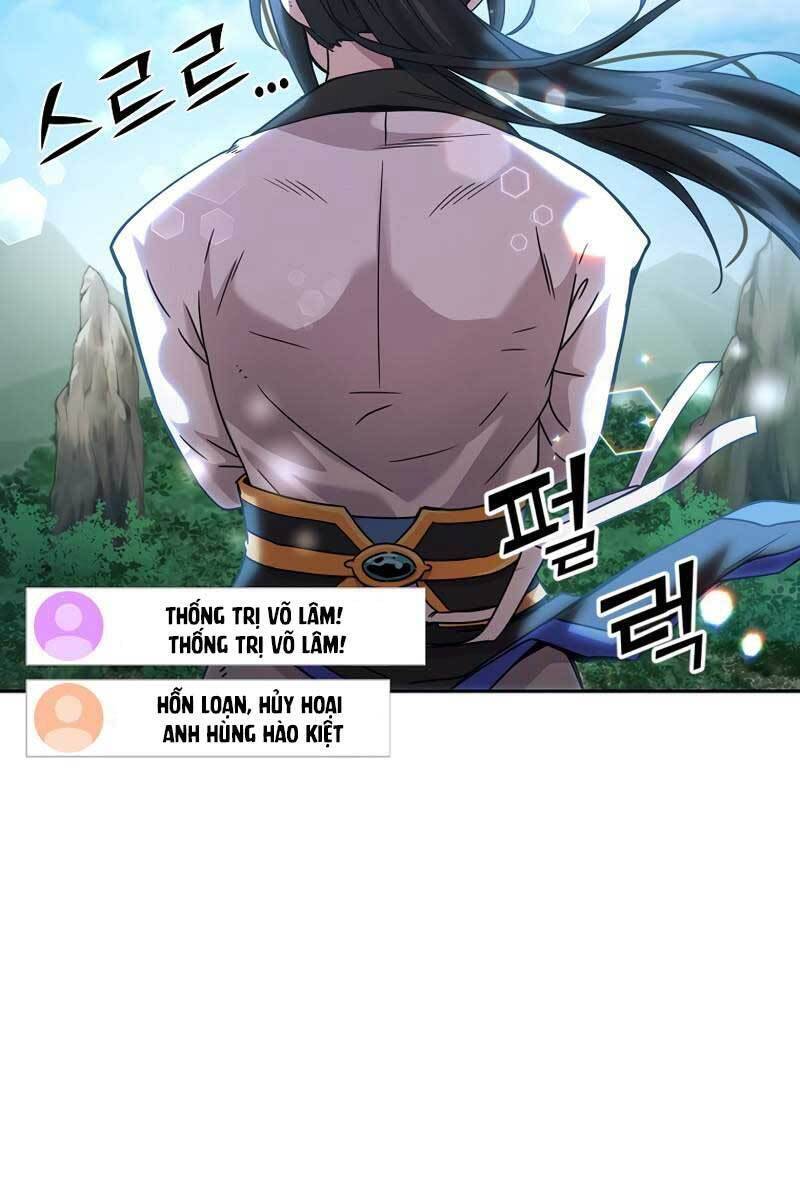 스르르...
펄
럭
THỐNG TRỊ VÕ LÂM!
THỐNG TRỊ VÕ LÂM!
HỖN LOẠN, HỦY HOẠI
ANH HÙNG HÀO KIỆT